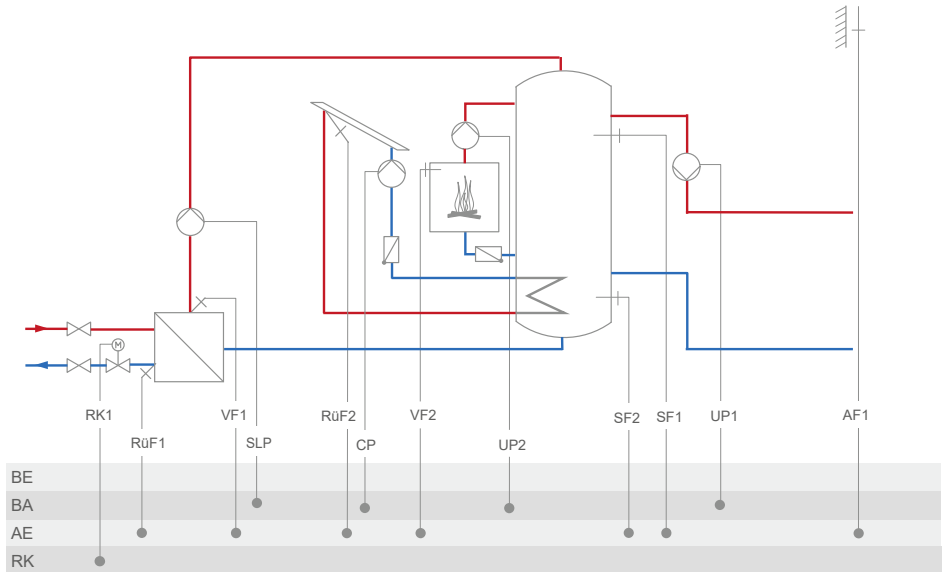 M
RK1
VF1
RüF2
VF2
SF2
SF1
UP1
AF1
RüF1
SLP
CP
UP2
BE
BA
AE
RK